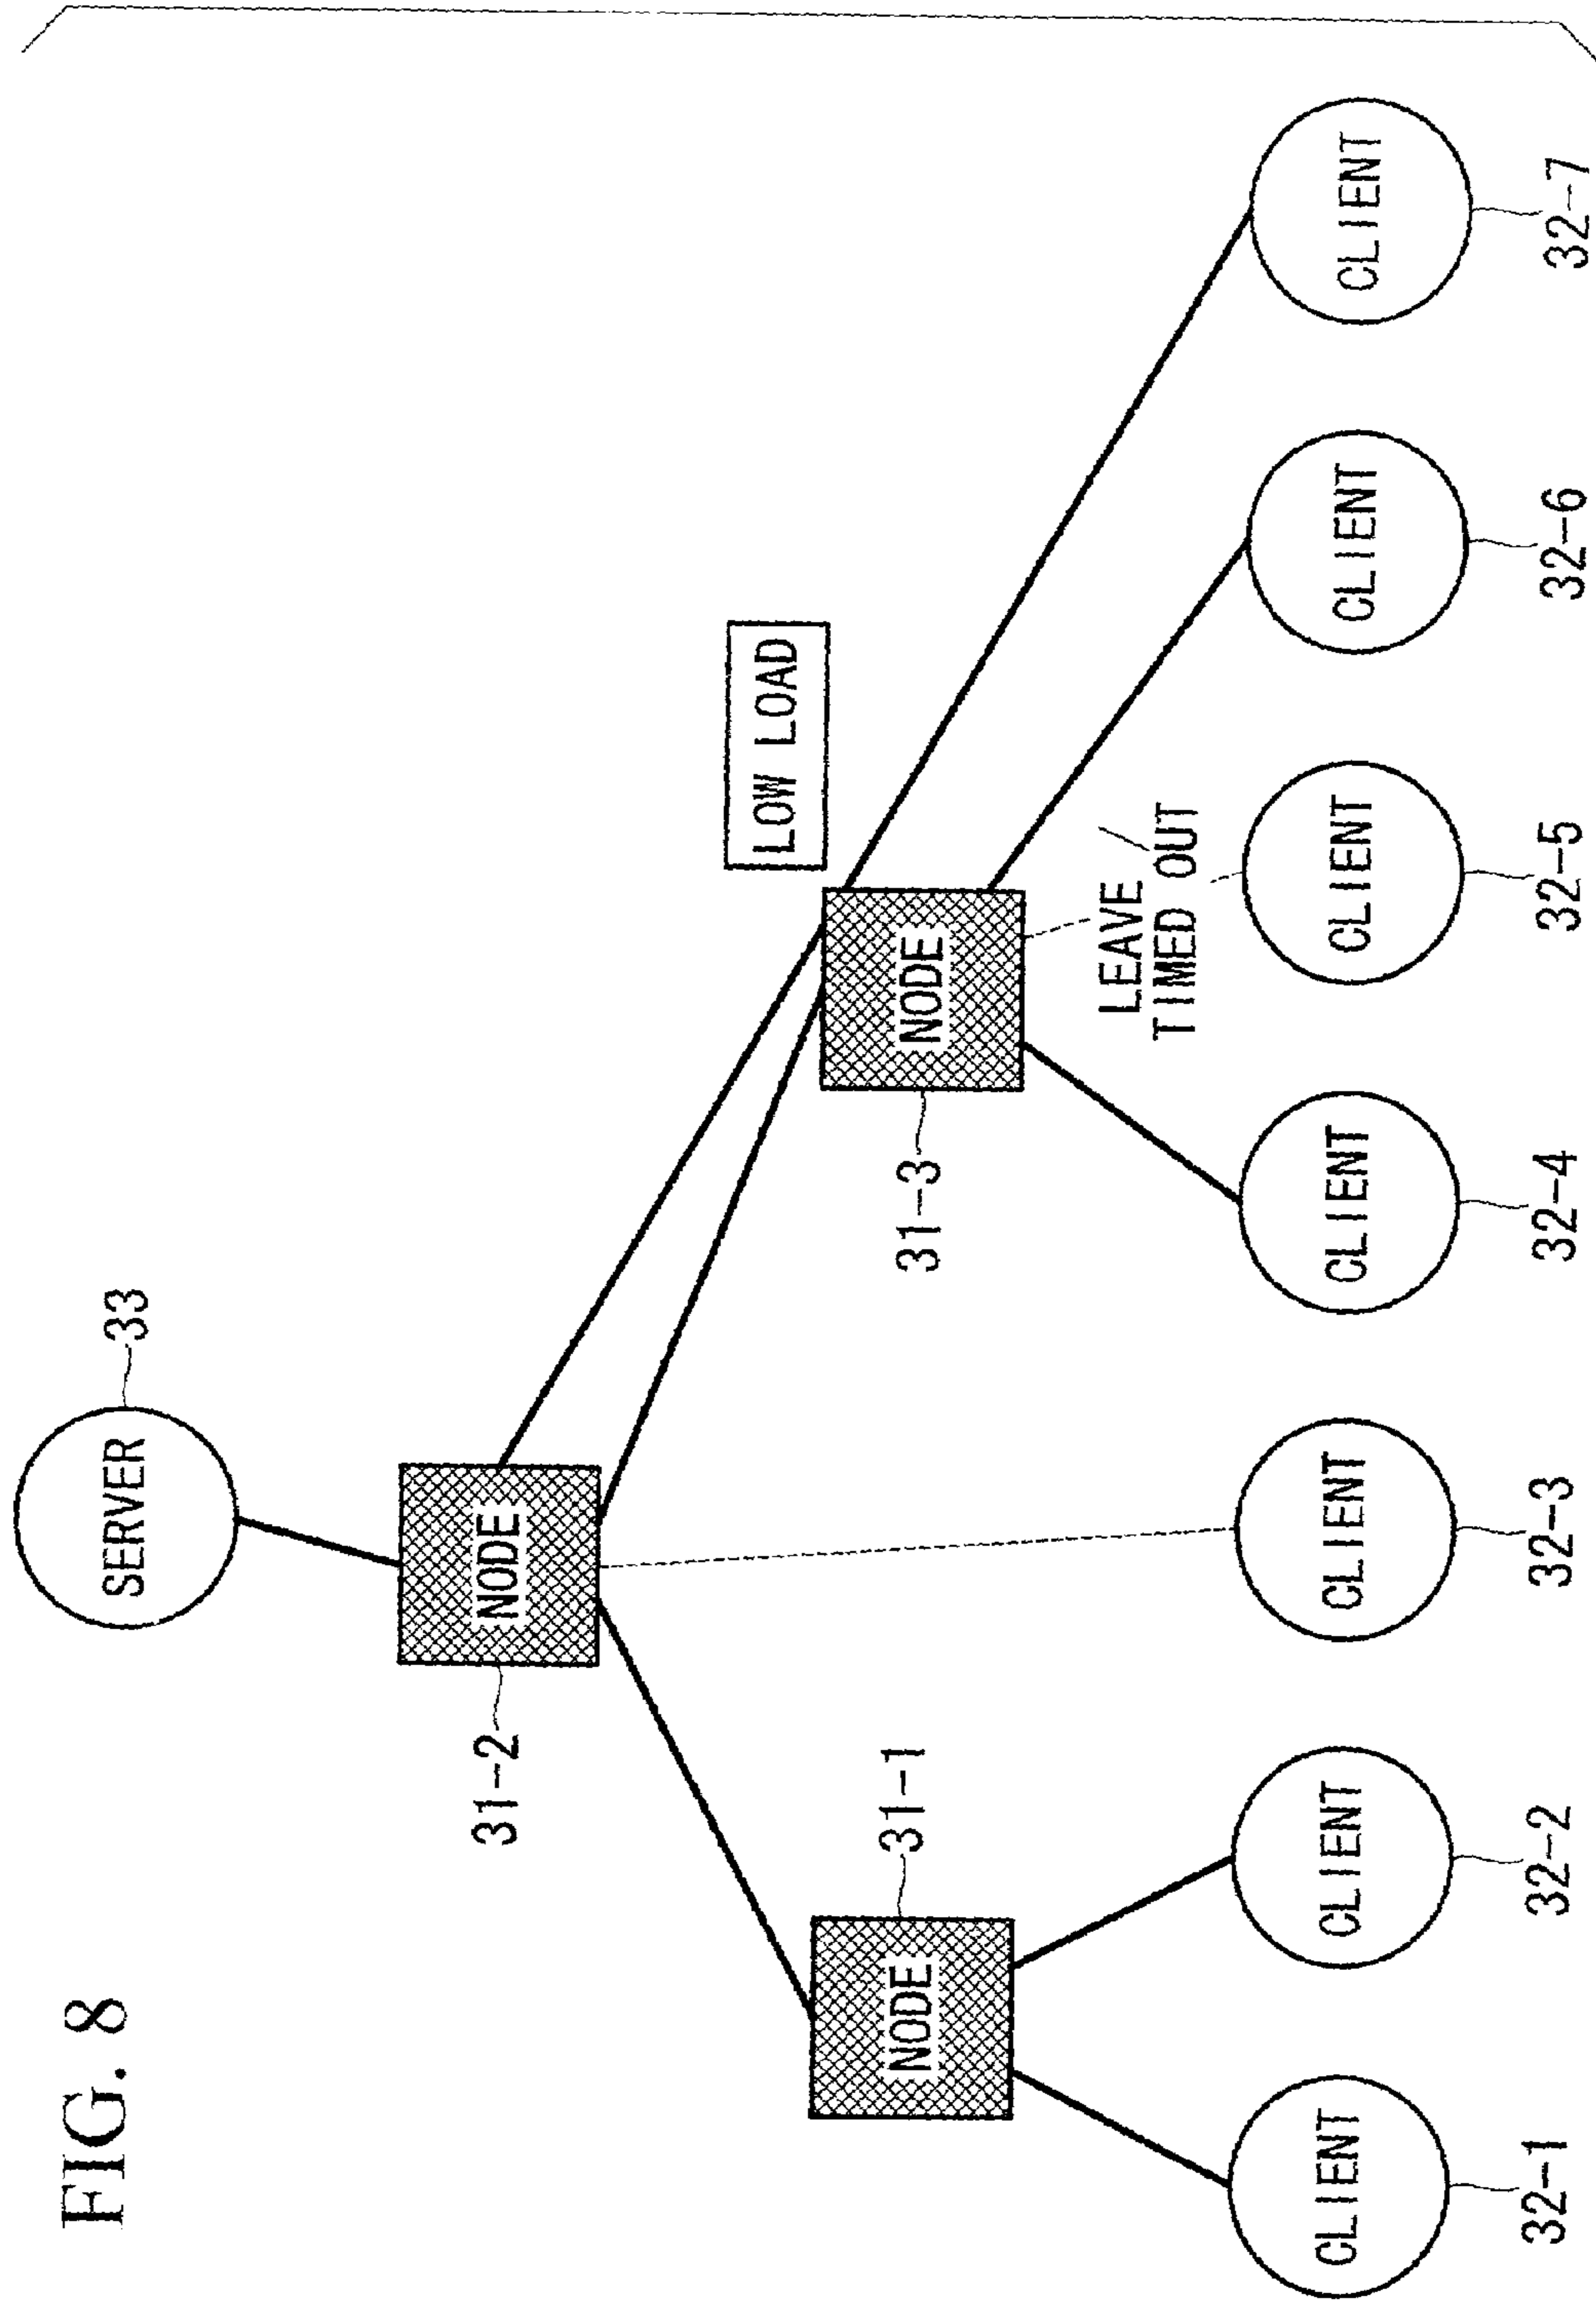 FIG. 8
SERVER
33
NODE
31-2
LOW LOAD
NODE
31-1
NODE
31-3
LEAVE
TIMED OUT
CLIENT
CLIENT
CLIENT
CLIENT
CLIENT
CLIENT
CLIENT
32-1
32-2
32-3
32-4
32-5
32-6
32-7